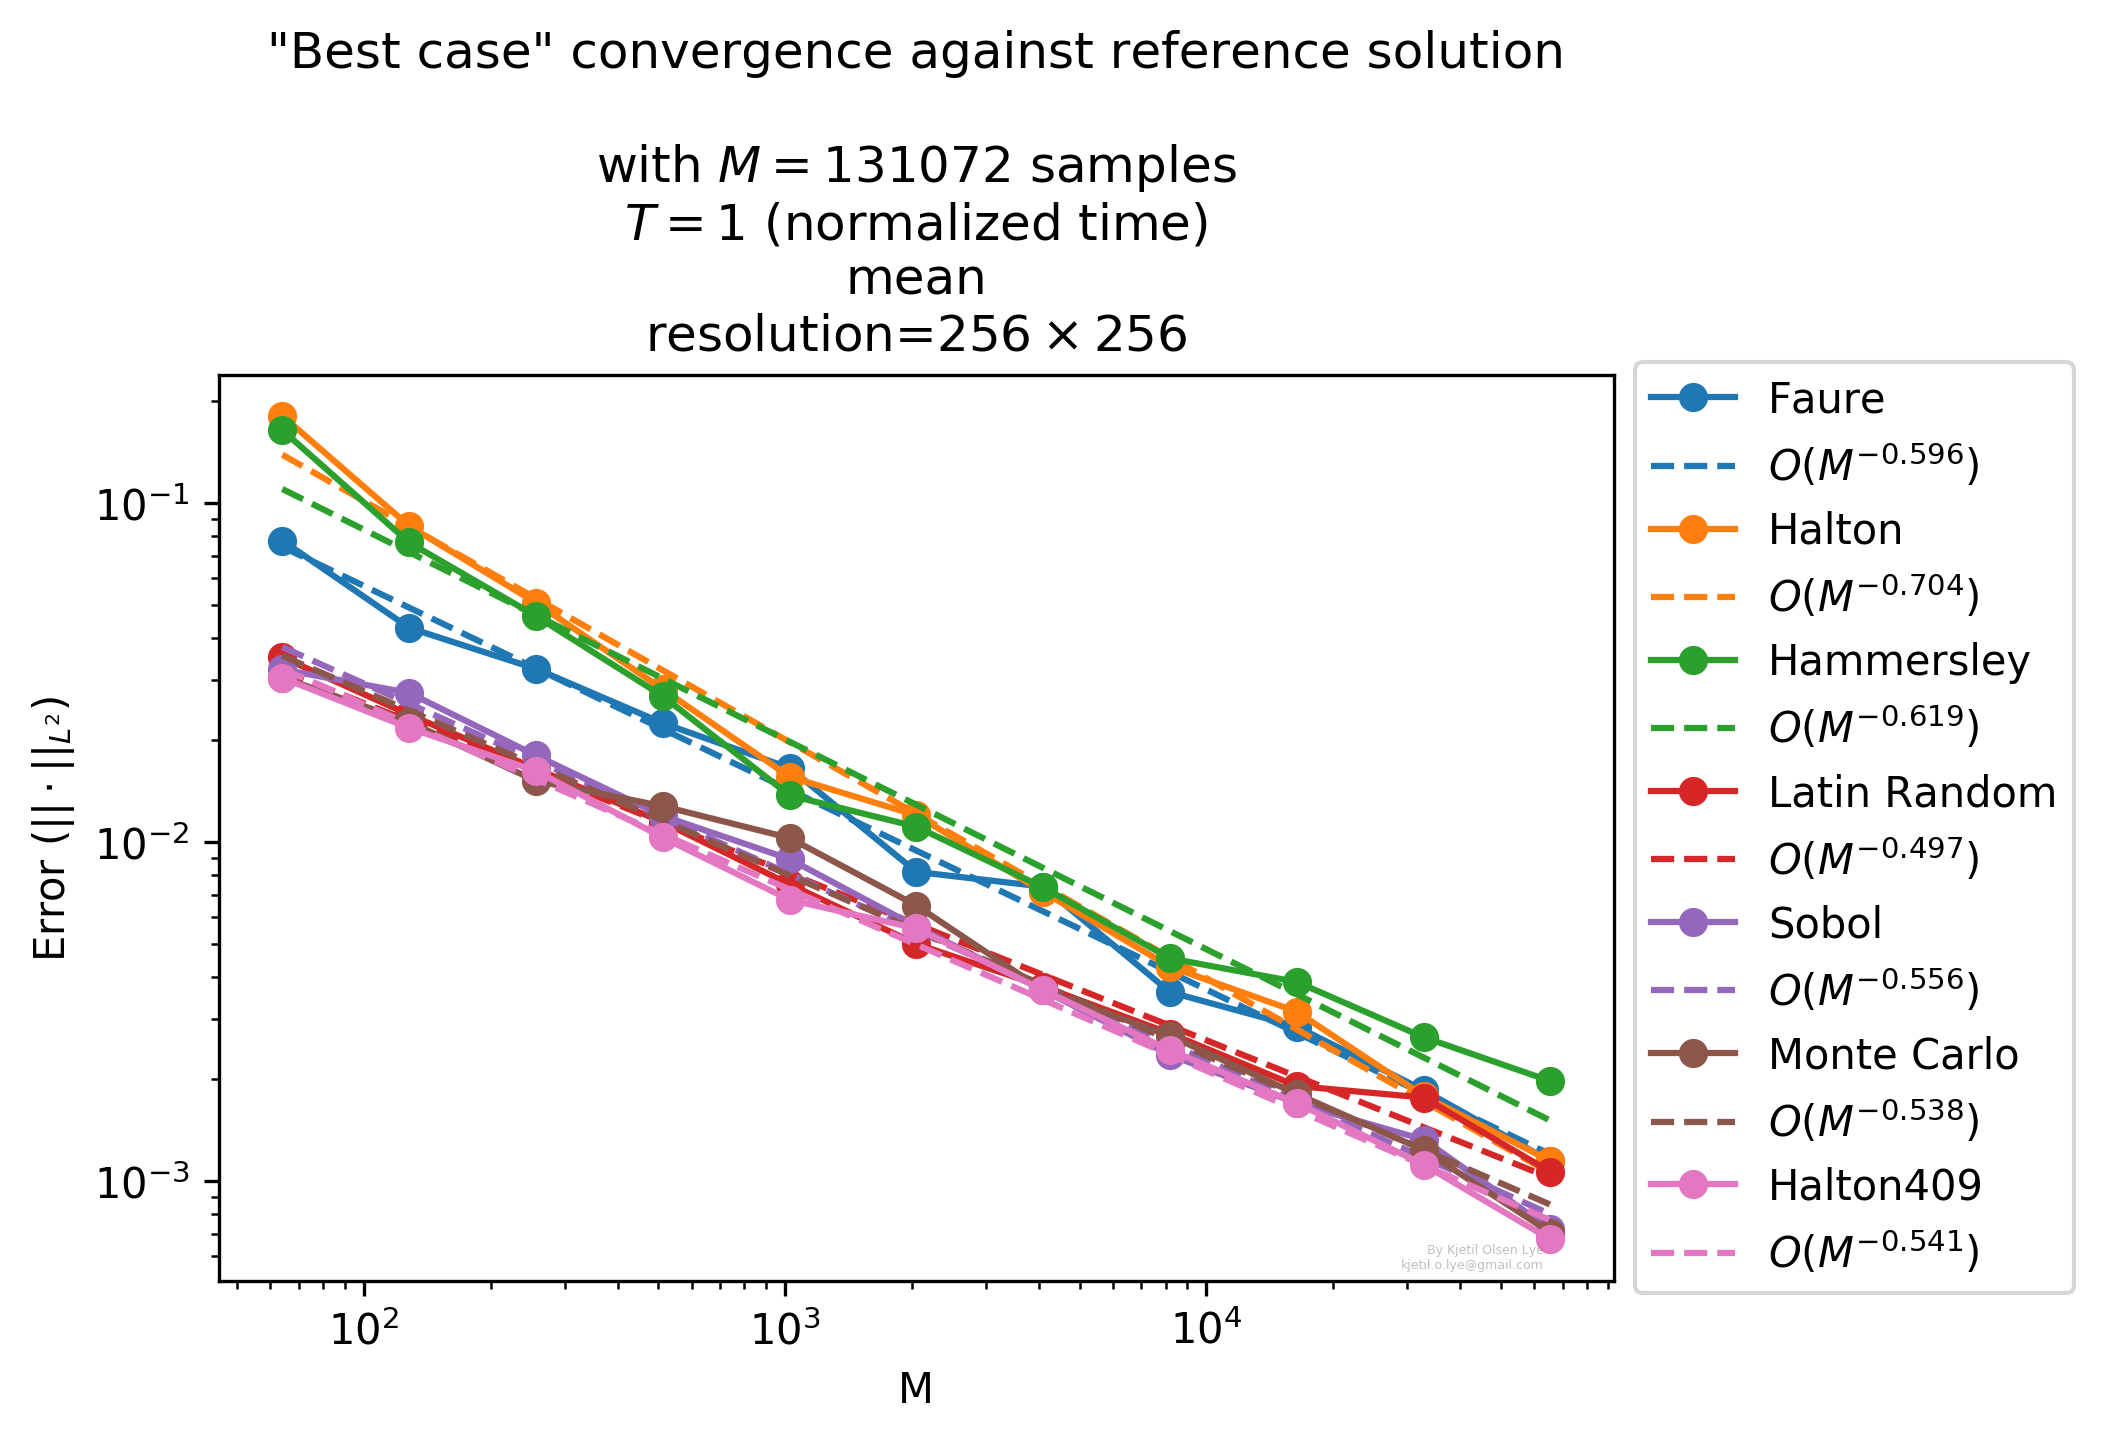 "Best case" convergence against reference solution
with M = 131072 samples
T = 1 (normalized time)
mean
resolution=256 × 256
Error (|| · ||_{L^2})
10^{-1}
10^{-2}
10^{-3}
10^2
10^3
10^4
M
By Kjetil Olsen Lye
kjetil.o.lye@gmail.com
Faure
O(M^{-0.596})
Halton
O(M^{-0.704})
Hammersley
O(M^{-0.619})
Latin Random
O(M^{-0.497})
Sobol
O(M^{-0.556})
Monte Carlo
O(M^{-0.538})
Halton409
O(M^{-0.541})